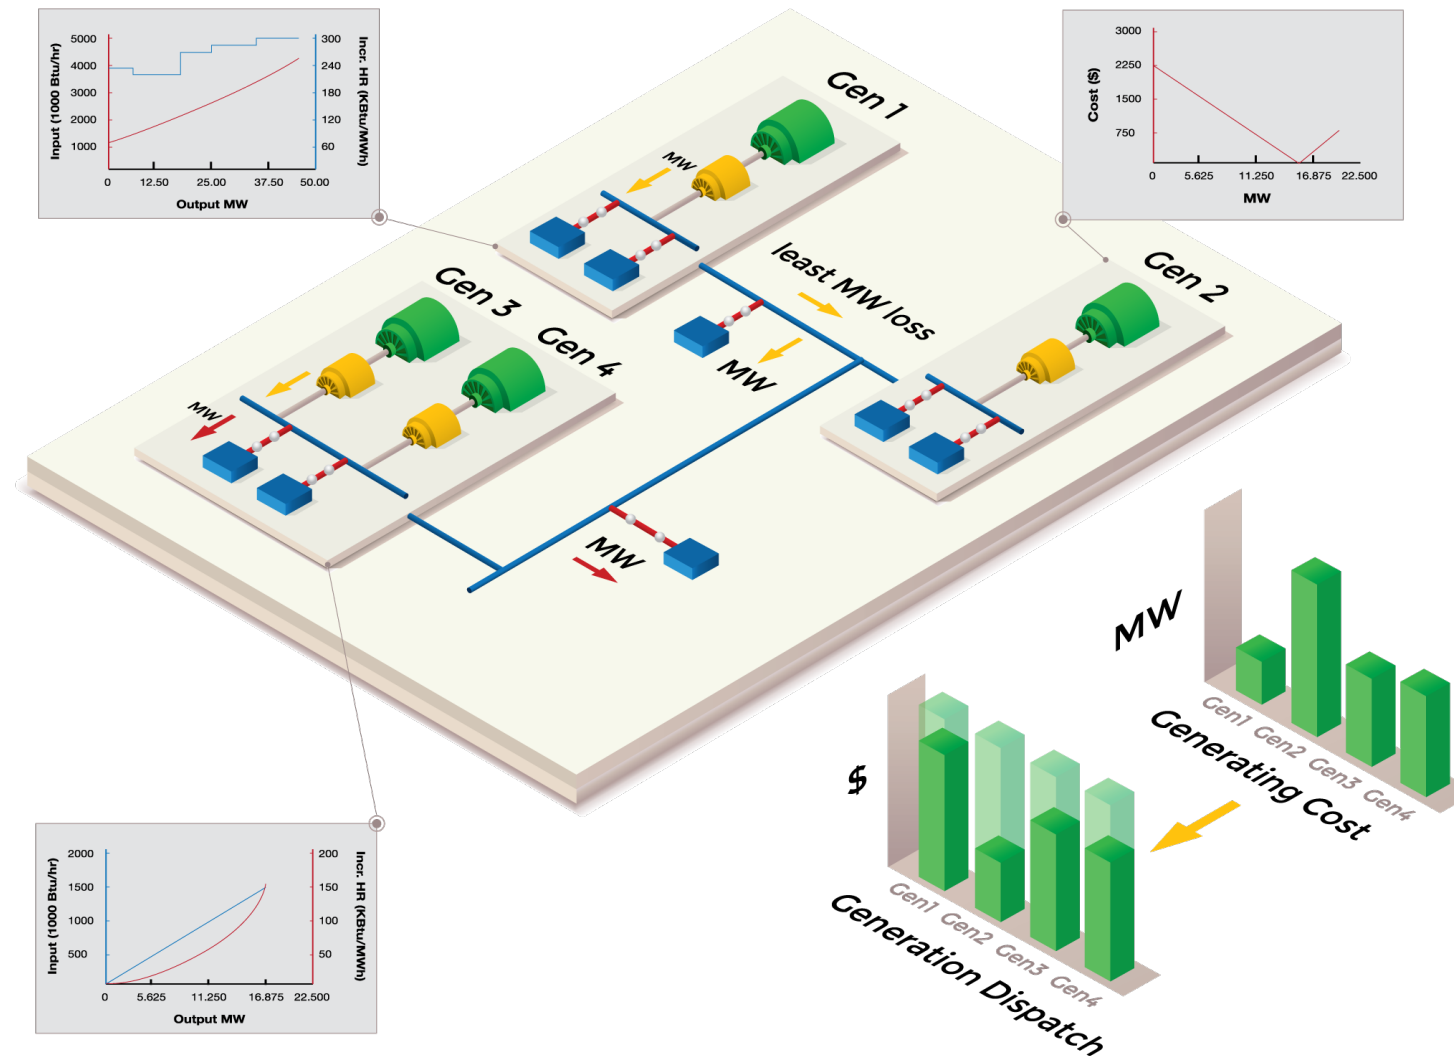 5000
4000
3000
2000
1000
Input (1000 Btu/hr)
300
240
180
120
60
Incr. HR (KBtu/MWh)
0 12.50 25.00 37.50 50.00
Output MW
3000
2250
1500
750
Cost ($)
0 5.625 11.250 16.875 22.500
MW
Gen 1
MW
least MW loss
MW
Gen 2
Gen 3
Gen 4
MW
MW
MW
Gen1 Gen2 Gen3 Gen4
Generating Cost
$
Gen1 Gen2 Gen3 Gen4
Generation Dispatch
2000
1500
1000
500
Input (1000 Btu/hr)
200
150
100
50
Incr. HR (KBtu/MWh)
0 5.625 11.250 16.875 22.500
Output MW